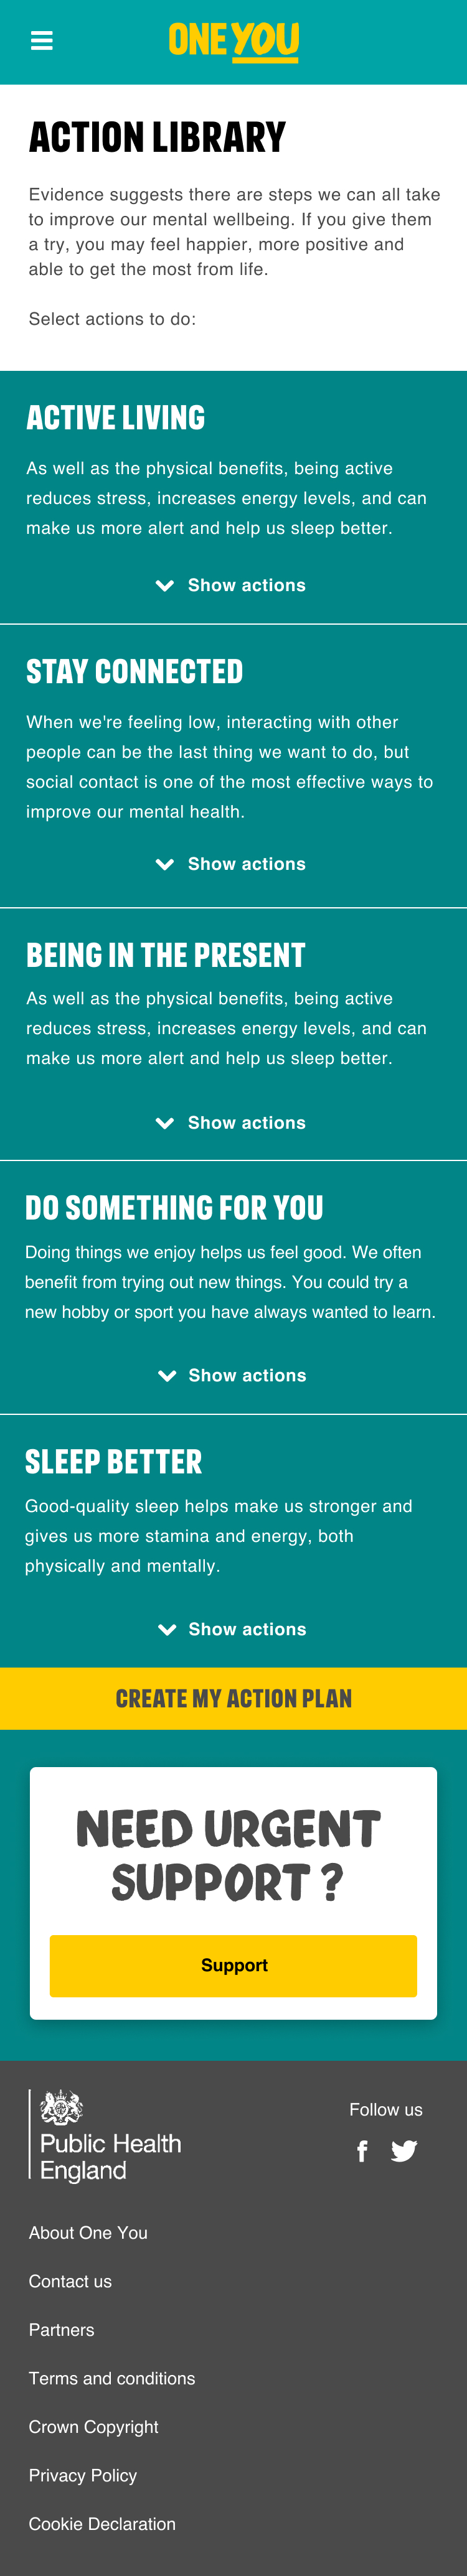 ONE YOU
ACTION LIBRARY
Evidence suggests there are steps we can all take
to improve our mental wellbeing. If you give them
a try, you may feel happier, more positive and
able to get the most from life.
Select actions to do:
ACTIVE LIVING
As well as the physical benefits, being active
reduces stress, increases energy levels, and can
make us more alert and help us sleep better.
Show actions
STAY CONNECTED
When we're feeling low, interacting with other
people can be the last thing we want to do, but
social contact is one of the most effective ways to
improve our mental health.
Show actions
BEING IN THE PRESENT
As well as the physical benefits, being active
reduces stress, increases energy levels, and can
make us more alert and help us sleep better.
Show actions
DO SOMETHING FOR YOU
Doing things we enjoy helps us feel good. We often
benefit from trying out new things. You could try a
new hobby or sport you have always wanted to learn.
Show actions
SLEEP BETTER
Good-quality sleep helps make us stronger and
gives us more stamina and energy, both
physically and mentally.
Show actions
CREATE MY ACTION PLAN
NEED URGENT
SUPPORT ?
Support
Public Health
England
Follow us
About One You
Contact us
Partners
Terms and conditions
Crown Copyright
Privacy Policy
Cookie Declaration